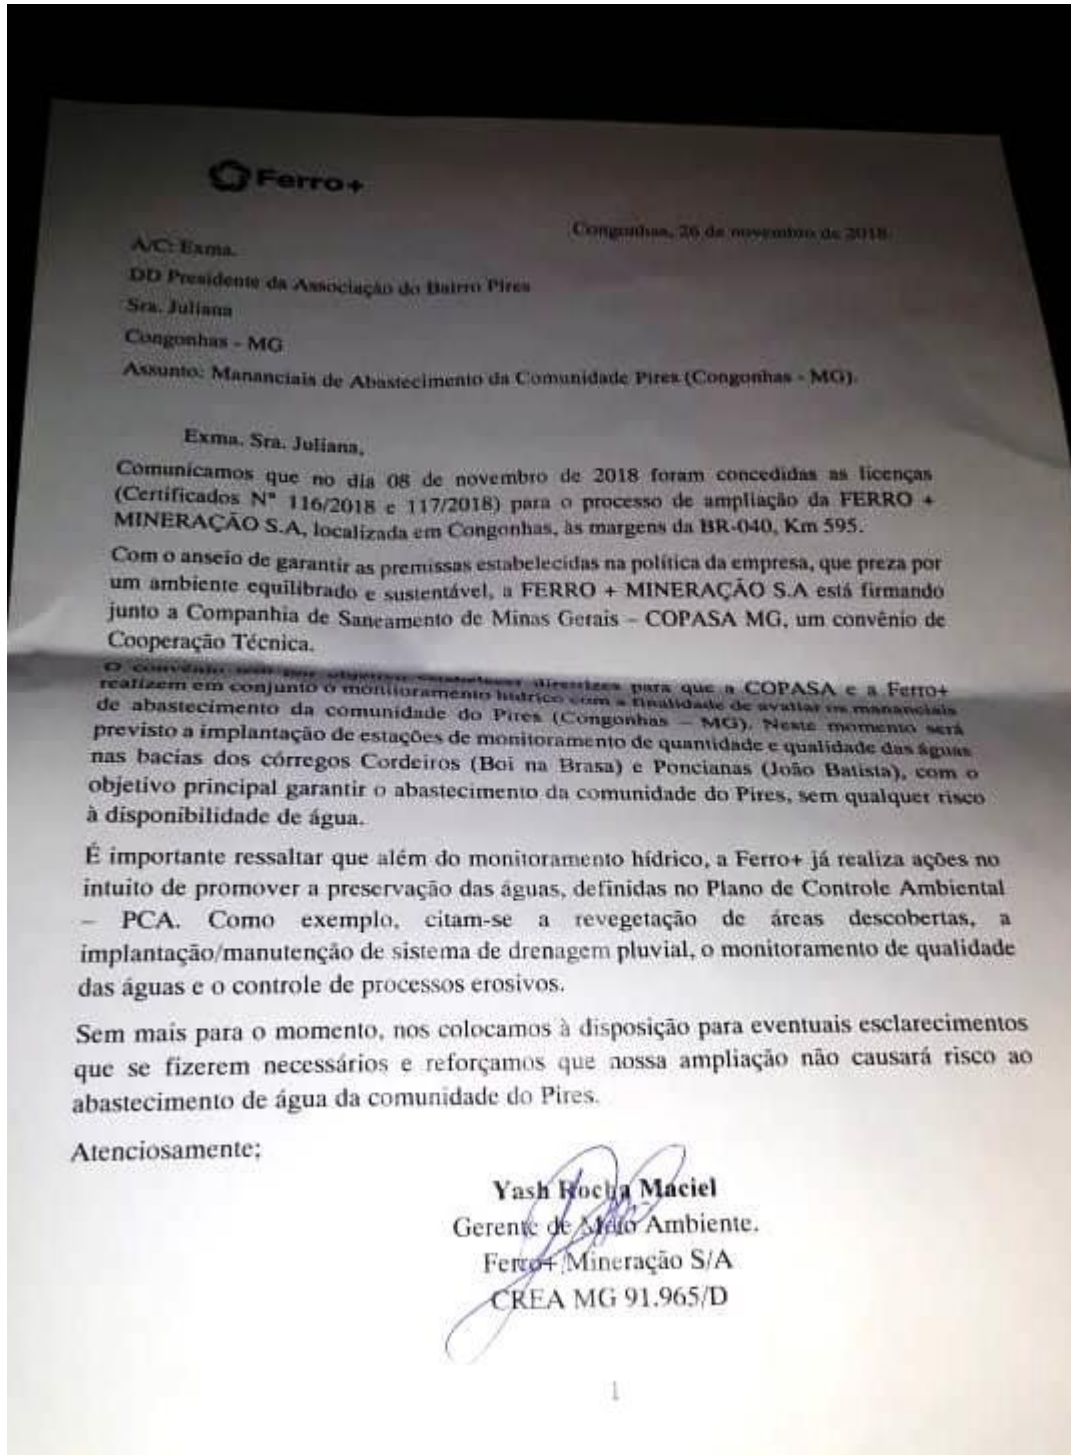 Ferro+
Congonhas, 26 de novembro de 2018.
A/C: Exma.
DD Presidente da Associação do Bairro Pires
Sra. Juliana
Congonhas - MG
Assunto: Mananciais de Abastecimento da Comunidade Pires (Congonhas - MG).
Exma. Sra. Juliana,
Comunicamos que no dia 08 de novembro de 2018 foram concedidas as licenças
(Certificados Nº 116/2018 e 117/2018) para o processo de ampliação da FERRO +
MINERAÇÃO S.A, localizada em Congonhas, às margens da BR-040, Km 595.
Com o anseio de garantir as premissas estabelecidas na política da empresa, que preza por
um ambiente equilibrado e sustentável, a FERRO + MINERAÇÃO S.A está firmando
junto a Companhia de Saneamento de Minas Gerais – COPASA MG, um convênio de
Cooperação Técnica.
O convênio tem por objetivo estabelecer diretrizes para que a COPASA e a Ferro+
realizem em conjunto o monitoramento hídrico com a finalidade de avaliar os mananciais
de abastecimento da comunidade do Pires (Congonhas – MG). Neste momento será
previsto a implantação de estações de monitoramento de quantidade e qualidade das águas
nas bacias dos córregos Cordeiros (Boi na Brasa) e Poncianas (João Batista), com o
objetivo principal garantir o abastecimento da comunidade do Pires, sem qualquer risco
à disponibilidade de água.
É importante ressaltar que além do monitoramento hídrico, a Ferro+ já realiza ações no
intuito de promover a preservação das águas, definidas no Plano de Controle Ambiental
– PCA. Como exemplo, citam-se a revegetação de áreas descobertas, a
implantação/manutenção de sistema de drenagem pluvial, o monitoramento de qualidade
das águas e o controle de processos erosivos.
Sem mais para o momento, nos colocamos à disposição para eventuais esclarecimentos
que se fizerem necessários e reforçamos que nossa ampliação não causará risco ao
abastecimento de água da comunidade do Pires.
Atenciosamente;
Yash Rocha Maciel
Gerente de Meio Ambiente.
Ferro+ Mineração S/A
CREA MG 91.965/D
1